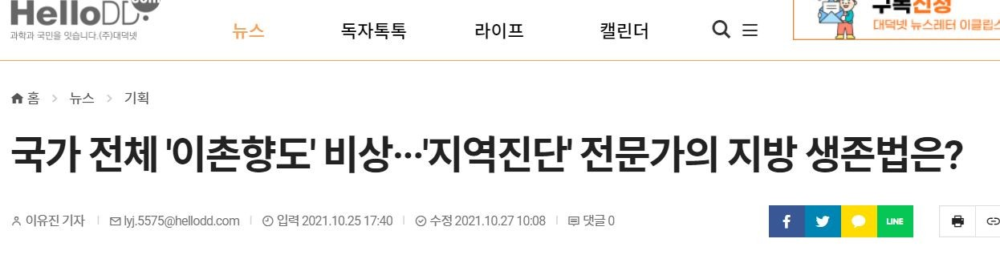 HelloDD.com
과학과 국민을 잇습니다.(주)대덕넷
뉴스 독자톡톡 라이프 캘린더
구독신청
대덕넷 뉴스레터 이클립스
홈 > 뉴스 > 기획
국가 전체 '이촌향도' 비상…'지역진단' 전문가의 지방 생존법은?
이유진 기자 | lyj.5575@hellodd.com | 입력 2021.10.25 17:40 | 수정 2021.10.27 10:08 | 댓글 0
LINE